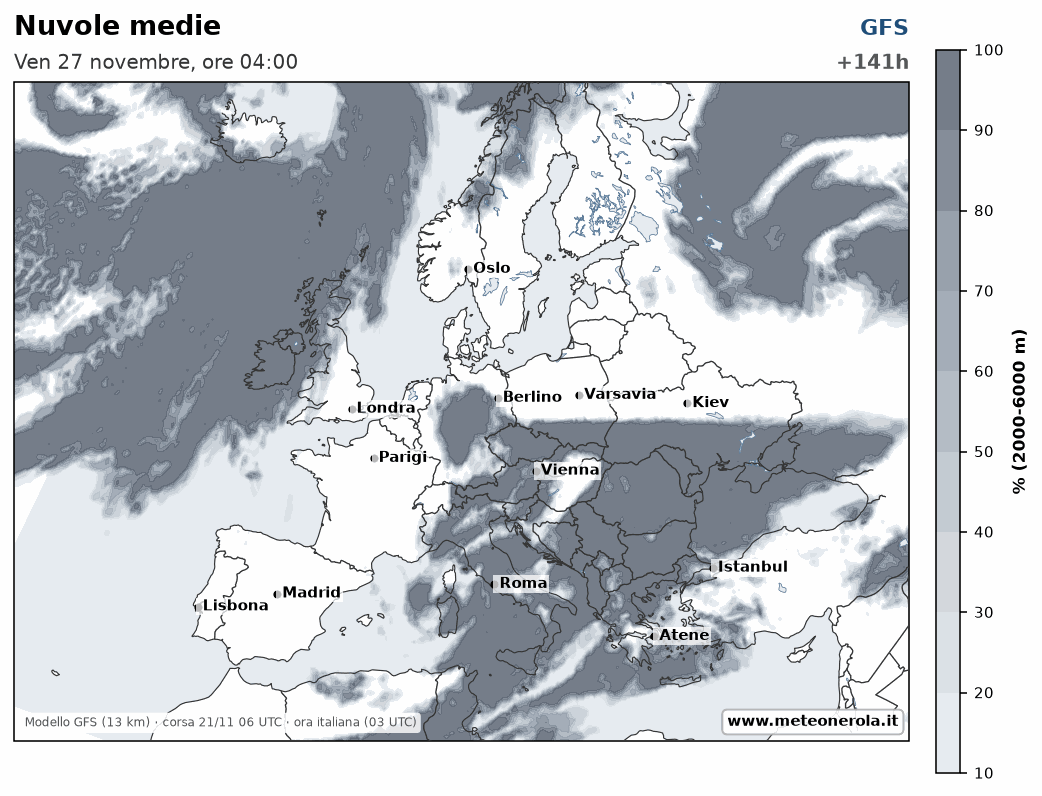 Nuvole medie
GFS
Ven 27 novembre, ore 04:00
+141h
100
90
80
70
60
50
40
30
20
10
% (2000-6000 m)
Oslo
Londra
Berlino
Varsavia
Kiev
Parigi
Vienna
Istanbul
Roma
Madrid
Lisbona
Atene
Modello GFS (13 km) · corsa 21/11 06 UTC · ora italiana (03 UTC)
www.meteonerola.it